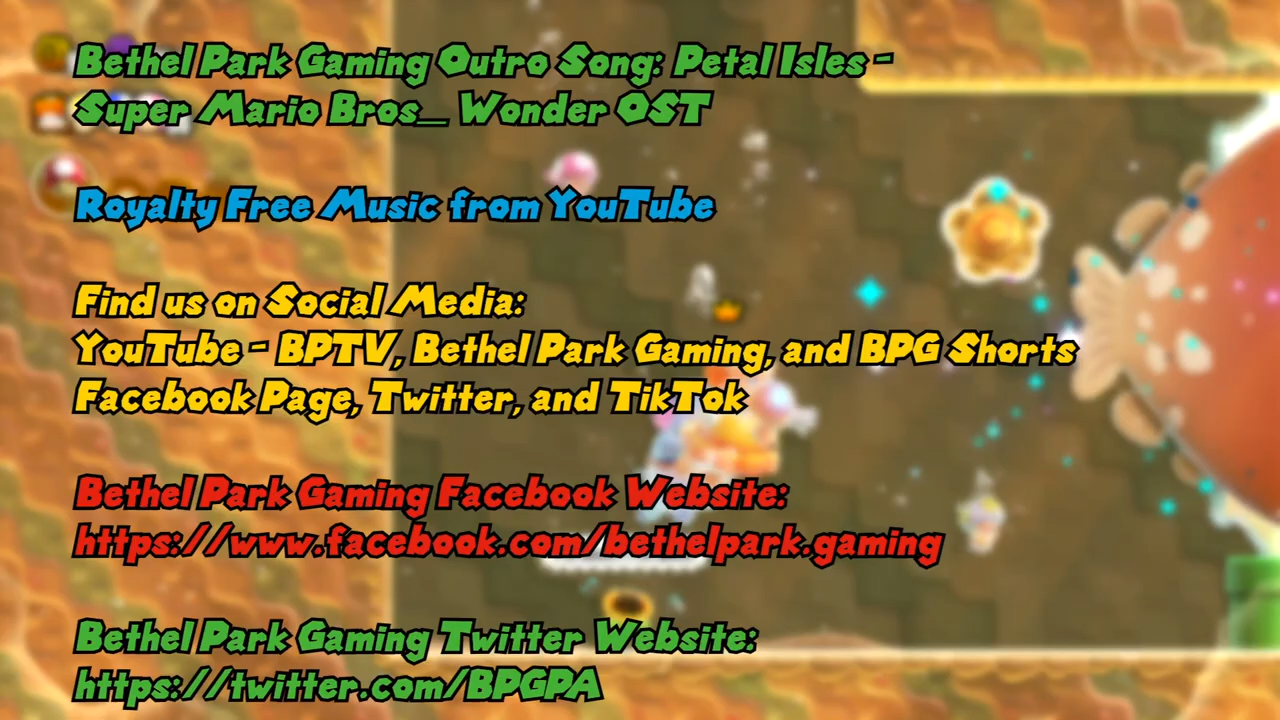 Bethel Park Gaming Outro Song: Petal Isles -
Super Mario Bros_ Wonder OST
Royalty Free Music from YouTube
Find us on Social Media:
YouTube - BPTV, Bethel Park Gaming, and BPG Shorts
Facebook Page, Twitter, and TikTok
Bethel Park Gaming Facebook Website:
https://www.facebook.com/bethelpark.gaming
Bethel Park Gaming Twitter Website:
https://twitter.com/BPGPA